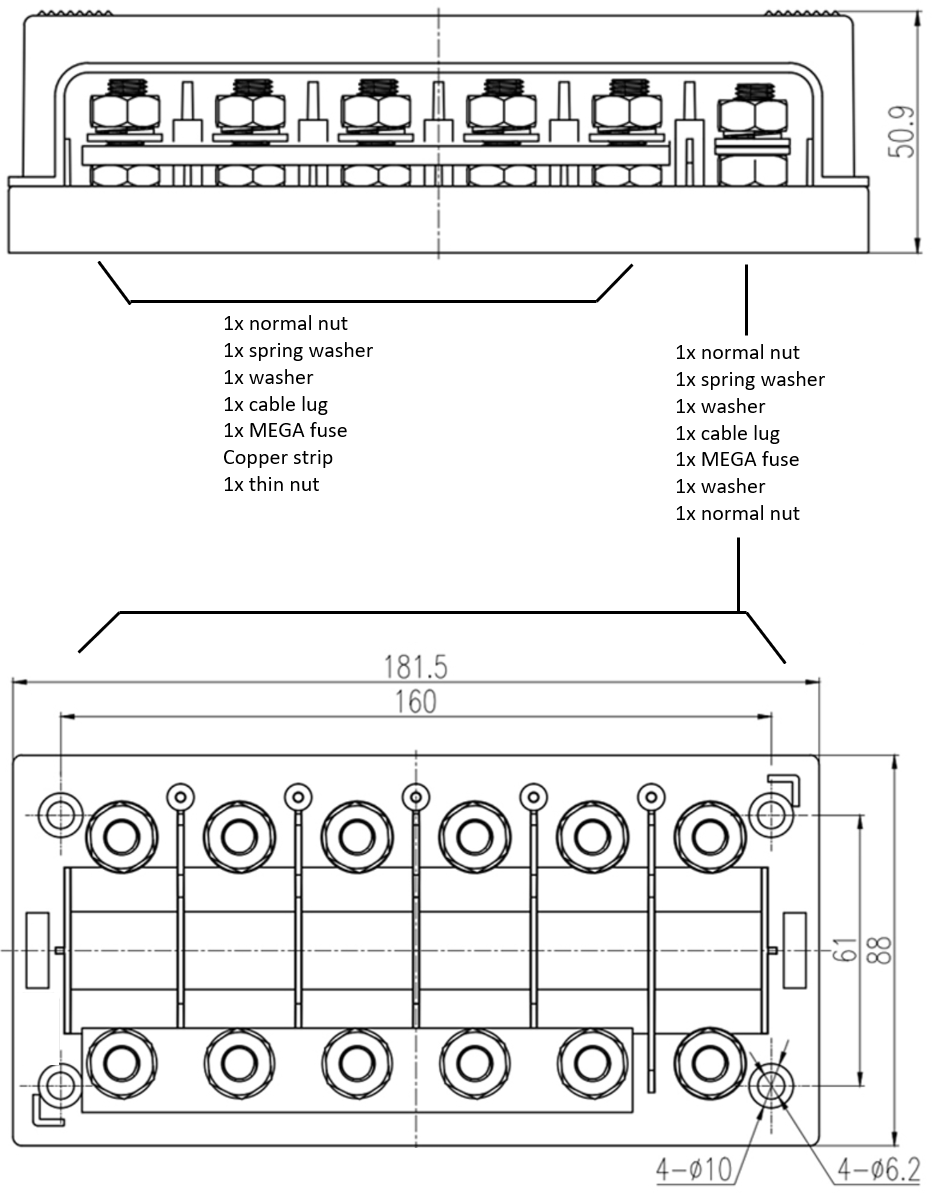 50.9
1x normal nut
1x spring washer
1x washer
1x cable lug
1x MEGA fuse
Copper strip
1x thin nut
1x normal nut
1x spring washer
1x washer
1x cable lug
1x MEGA fuse
1x washer
1x normal nut
181.5
160
61
88
4-ø10
4-ø6.2